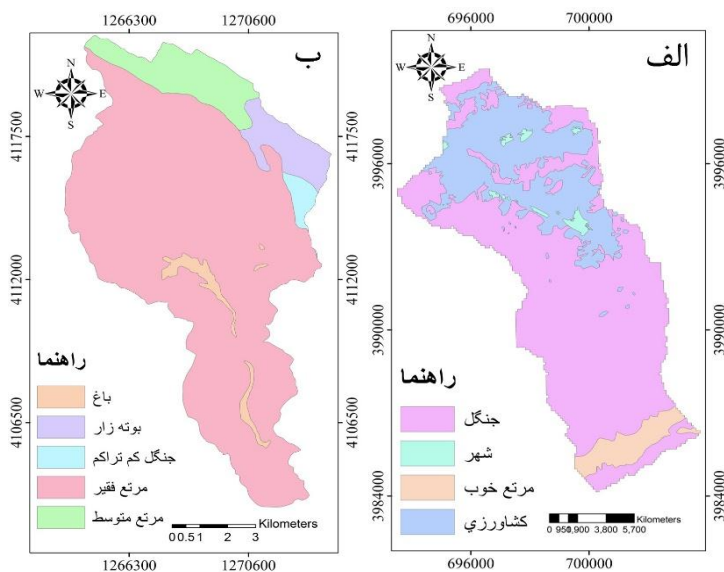 الف
696000 700000
N
W E
S
3996000 3996000
3990000 3990000
3984000 3984000
راهنما
جنگل
شهر
مرتع خوب
کشاورزي
Kilometers
0 950 1,900 3,800 5,700
696000 700000
ب
1266300 1270600
N
W E
S
4117500 4117500
4112000 4112000
4106500 4106500
راهنما
باغ
بوته زار
جنگل کم تراکم
مرتع فقیر
مرتع متوسط
Kilometers
0 0.5 1 2 3
1266300 1270600